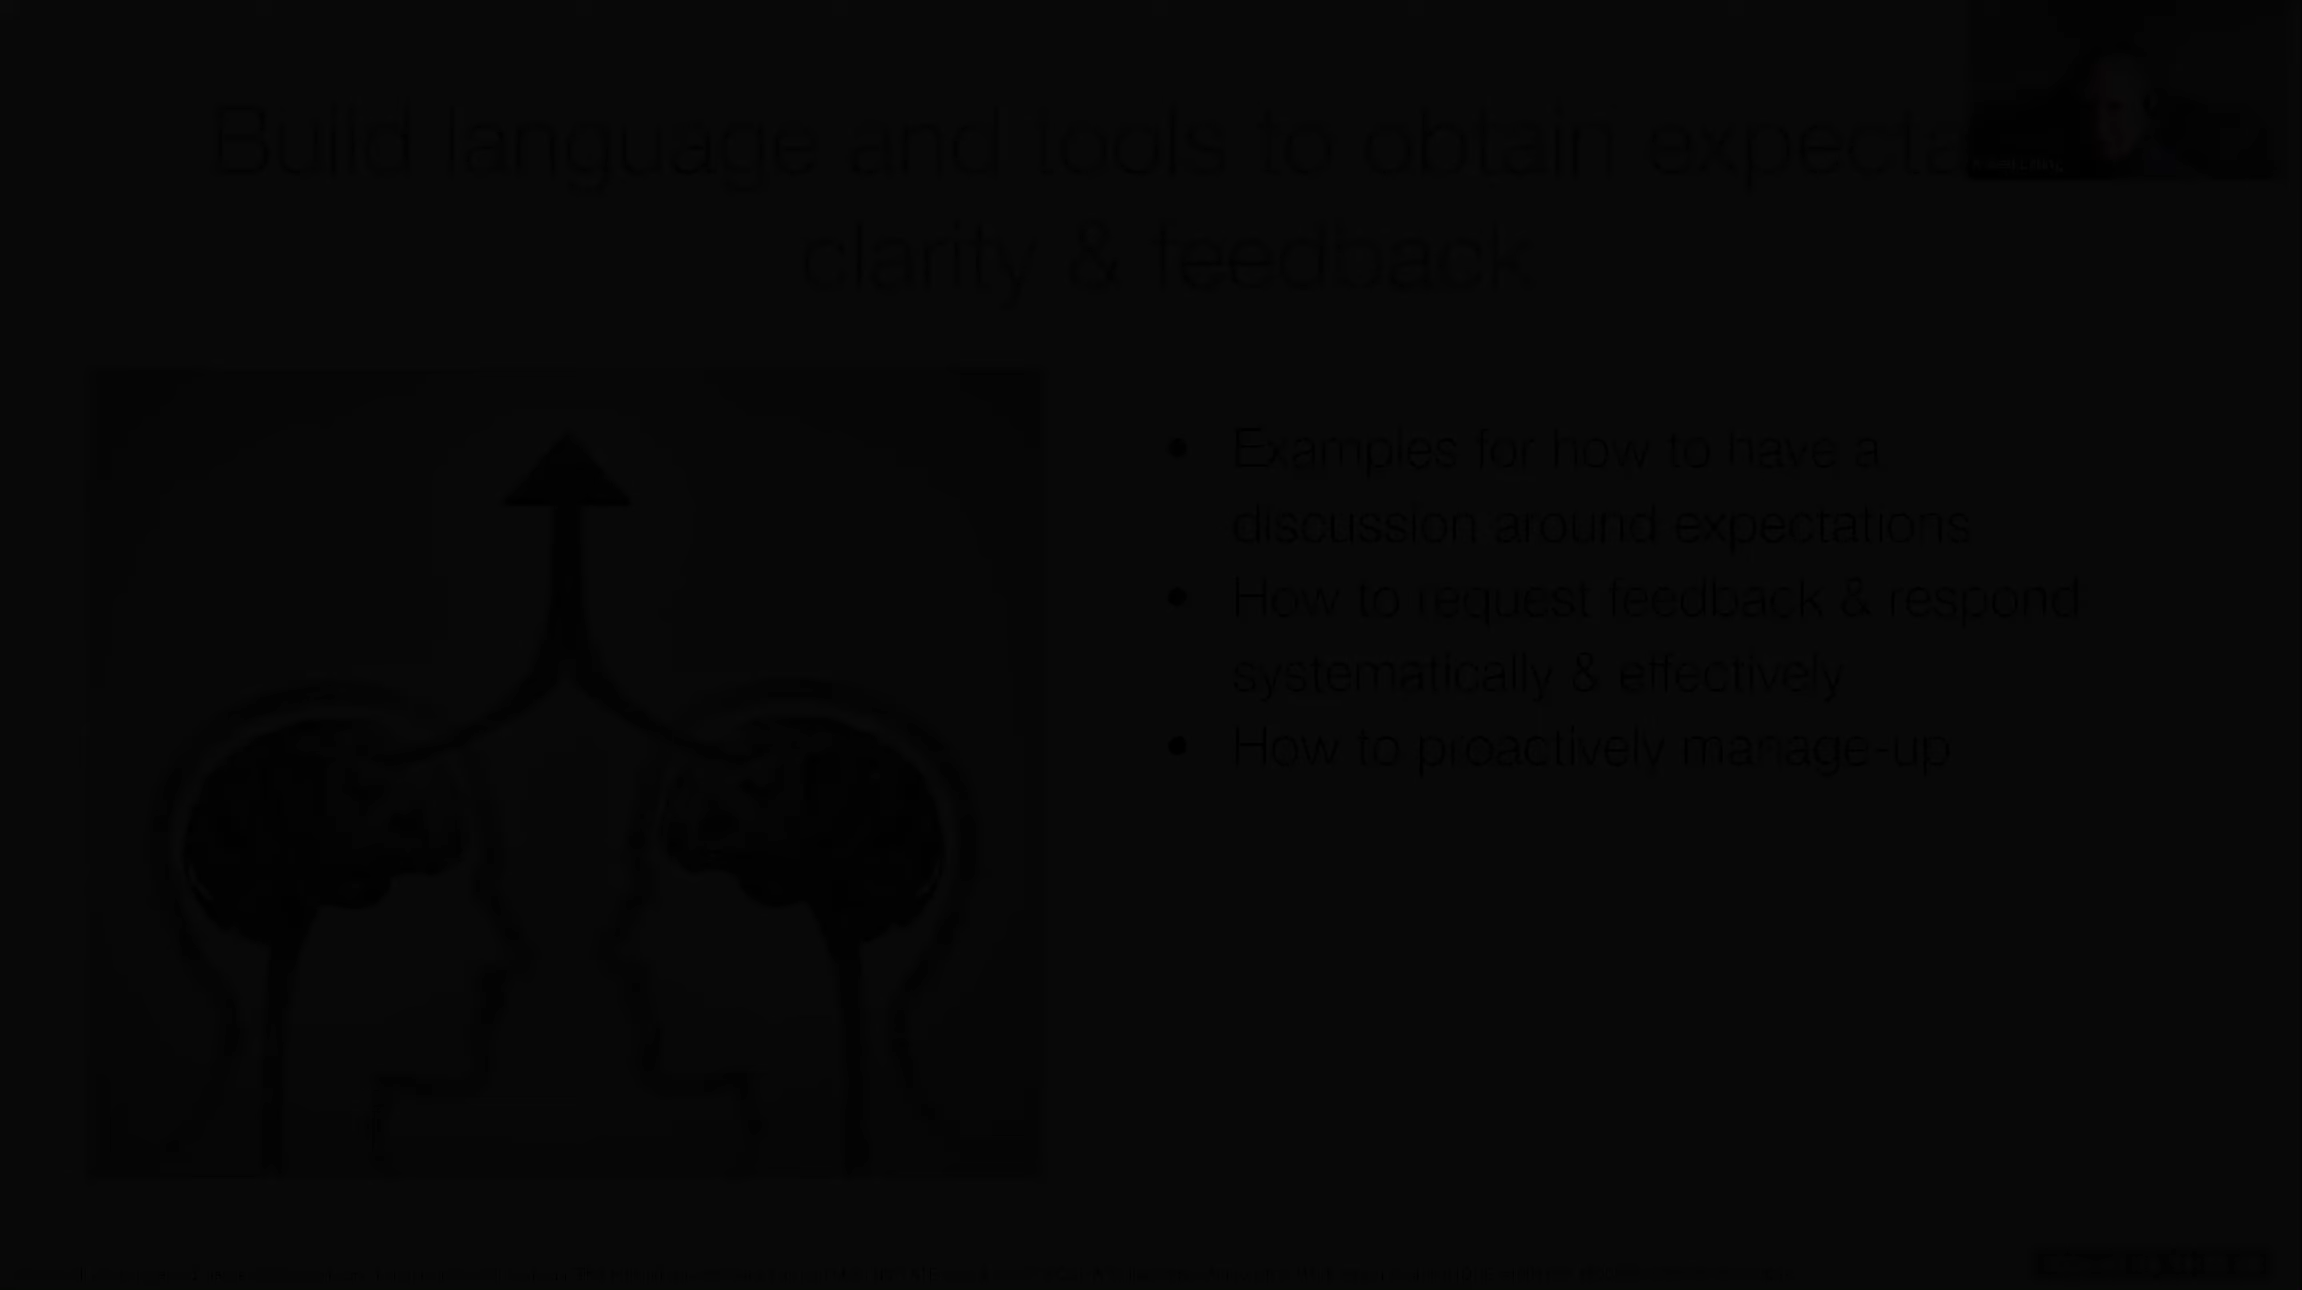 Build language and tools to obtain expecta
clarity & feedback
• Examples for how to have a
discussion around expectations
• How to request feedback & respond
systematically & effectively
• How to proactively manage-up